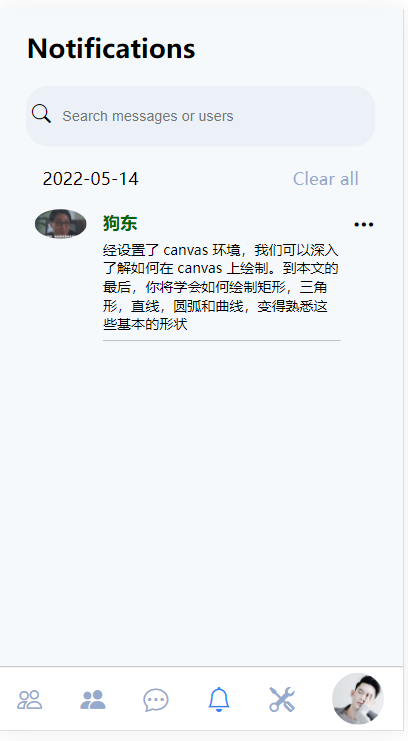 Notifications
Search messages or users
2022-05-14 Clear all
狗东
经设置了 canvas 环境，我们可以深入
了解如何在 canvas 上绘制。到本文的
最后，你将学会如何绘制矩形，三角
形，直线，圆弧和曲线，变得熟悉这
些基本的形状